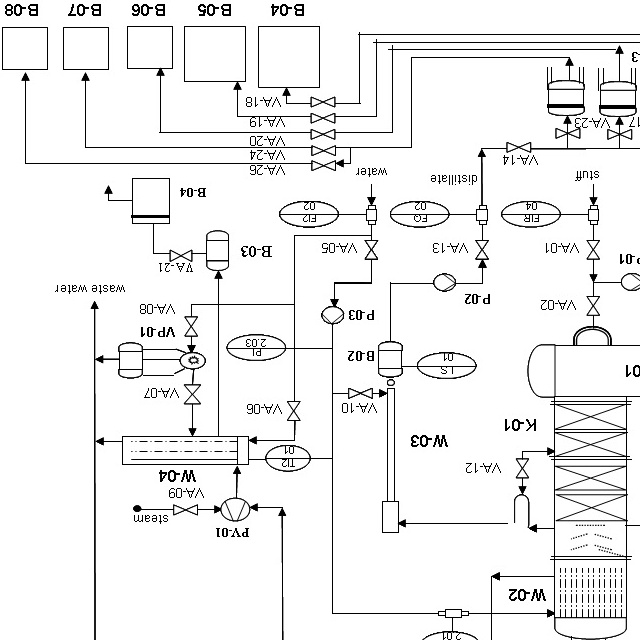 B-08
B-07
B-06
B-05
B-04
VA-18
VA-19
VA-20
VA-24
VA-26
VA-23
VA-14
water
distillate
stuff
B-04
FI2
02
FQ
02
FIR
04
VA-21
B-03
VA-05
VA-13
VA-01
P-01
waste water
VA-08
VP-01
P-03
P-02
VA-02
PI
2.03
B-02
LS
01
VA-07
VA-06
VA-10
W-03
K-01
VA-12
W-04
TI2
01
VA-09
steam
PV-01
W-02
2.01